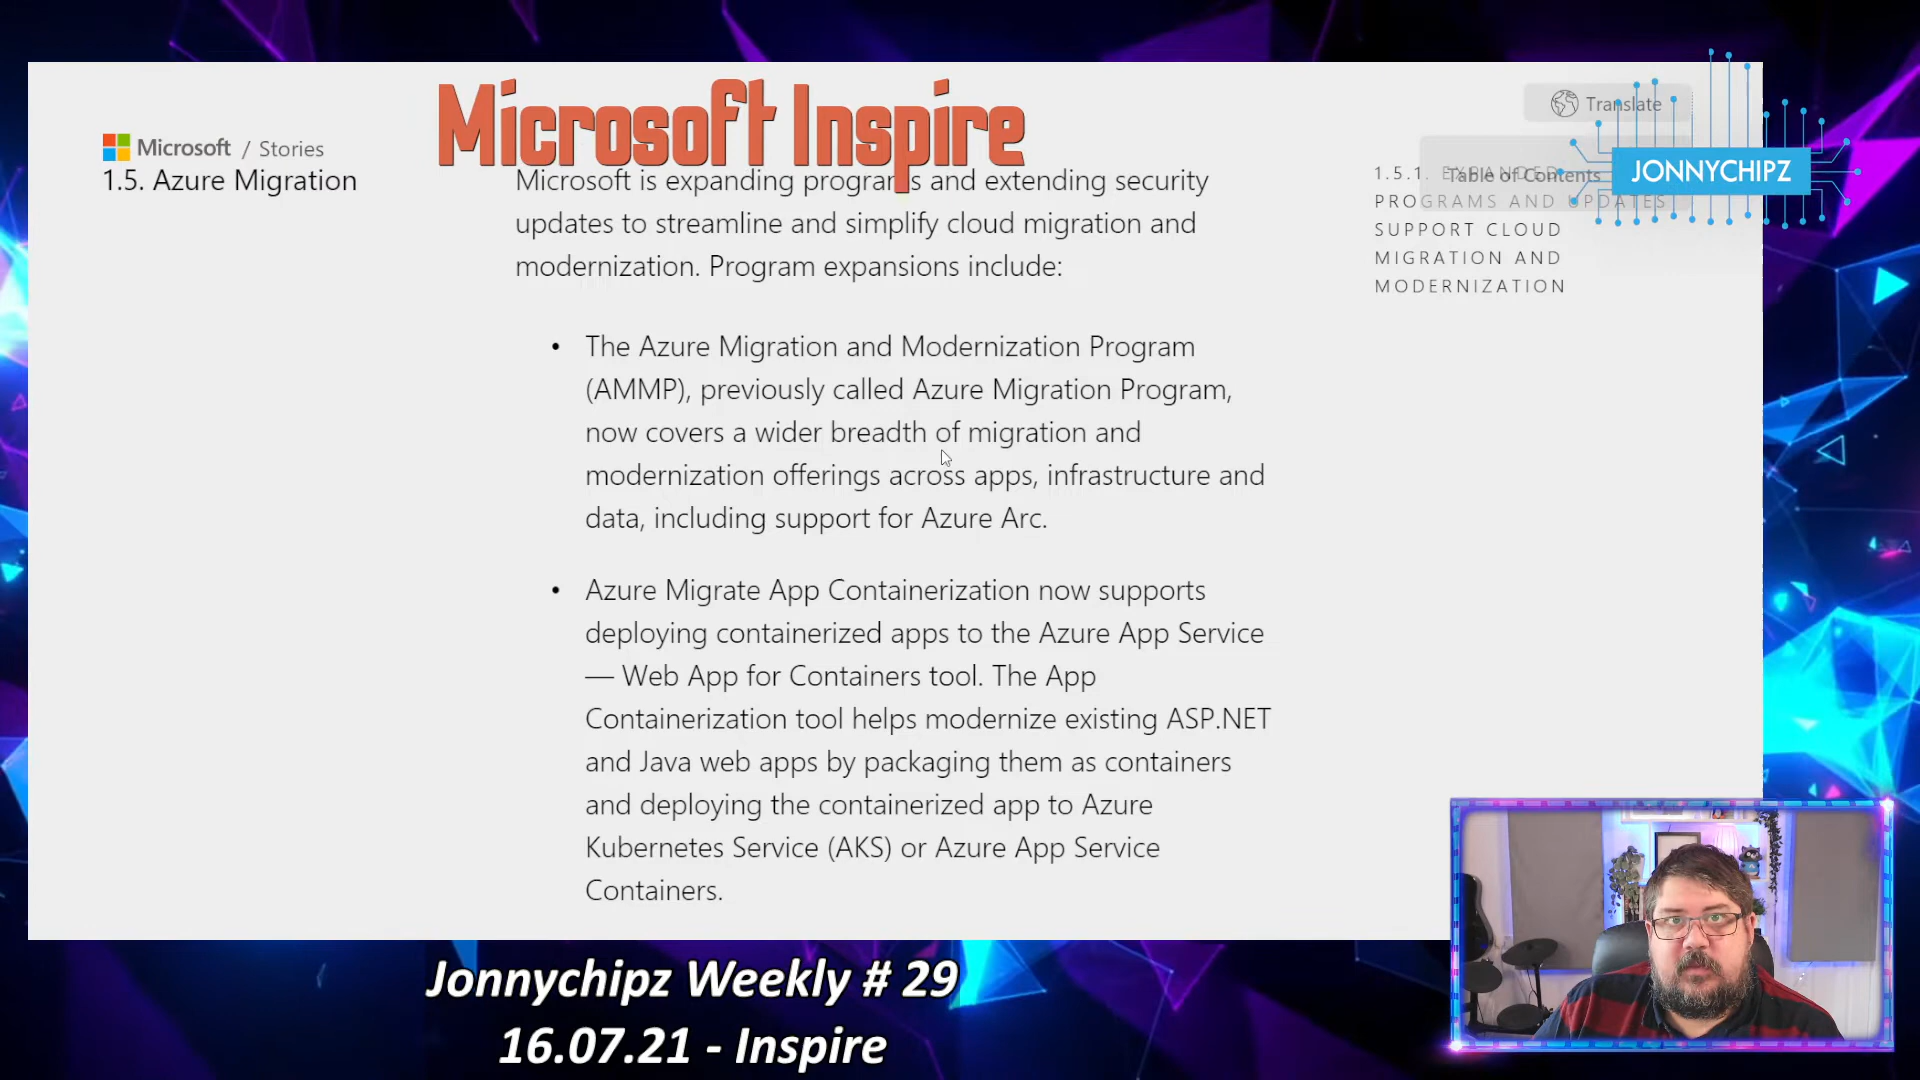 Microsoft Inspire
Microsoft / Stories
1.5. Azure Migration
Microsoft is expanding programs and extending security
updates to streamline and simplify cloud migration and
modernization. Program expansions include:
• The Azure Migration and Modernization Program
(AMMP), previously called Azure Migration Program,
now covers a wider breadth of migration and
modernization offerings across apps, infrastructure and
data, including support for Azure Arc.
• Azure Migrate App Containerization now supports
deploying containerized apps to the Azure App Service
— Web App for Containers tool. The App
Containerization tool helps modernize existing ASP.NET
and Java web apps by packaging them as containers
and deploying the containerized app to Azure
Kubernetes Service (AKS) or Azure App Service
Containers.
Translate
Table of Contents
JONNYCHIPZ
1.5.1. EXPANDED
PROGRAMS AND UPDATES
SUPPORT CLOUD
MIGRATION AND
MODERNIZATION
Jonnychipz Weekly # 29
16.07.21 - Inspire